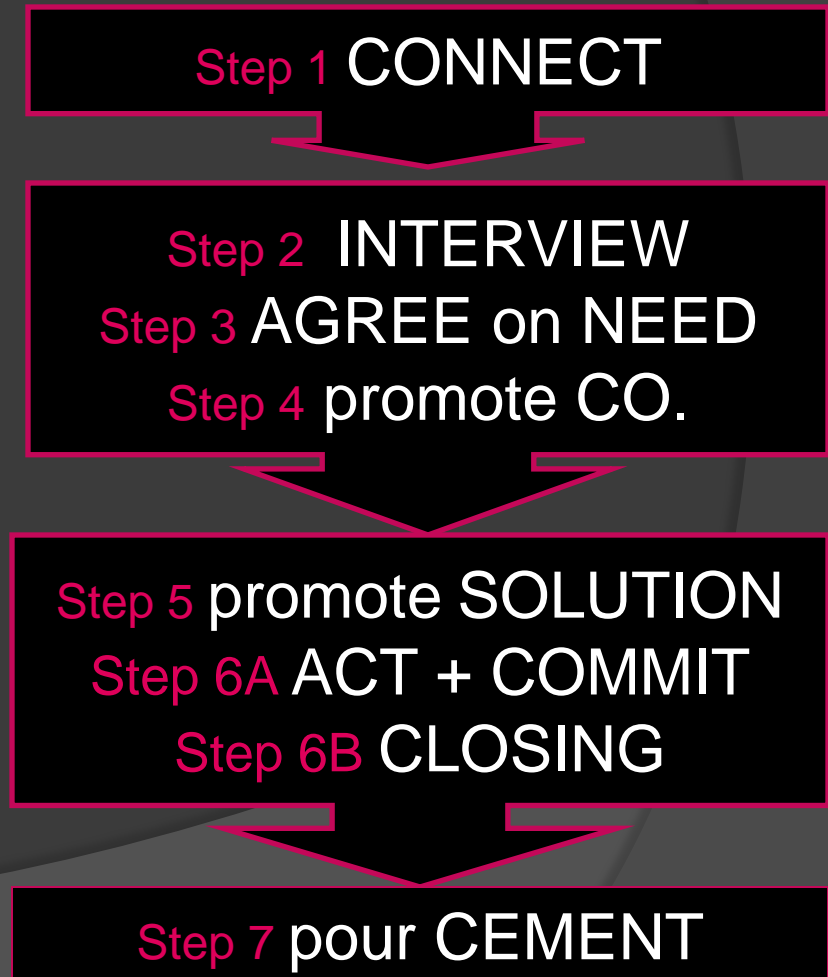 Step 1 CONNECT
Step 2 INTERVIEW
Step 3 AGREE on NEED
Step 4 promote CO.
Step 5 promote SOLUTION
Step 6A ACT + COMMIT
Step 6B CLOSING
Step 7 pour CEMENT